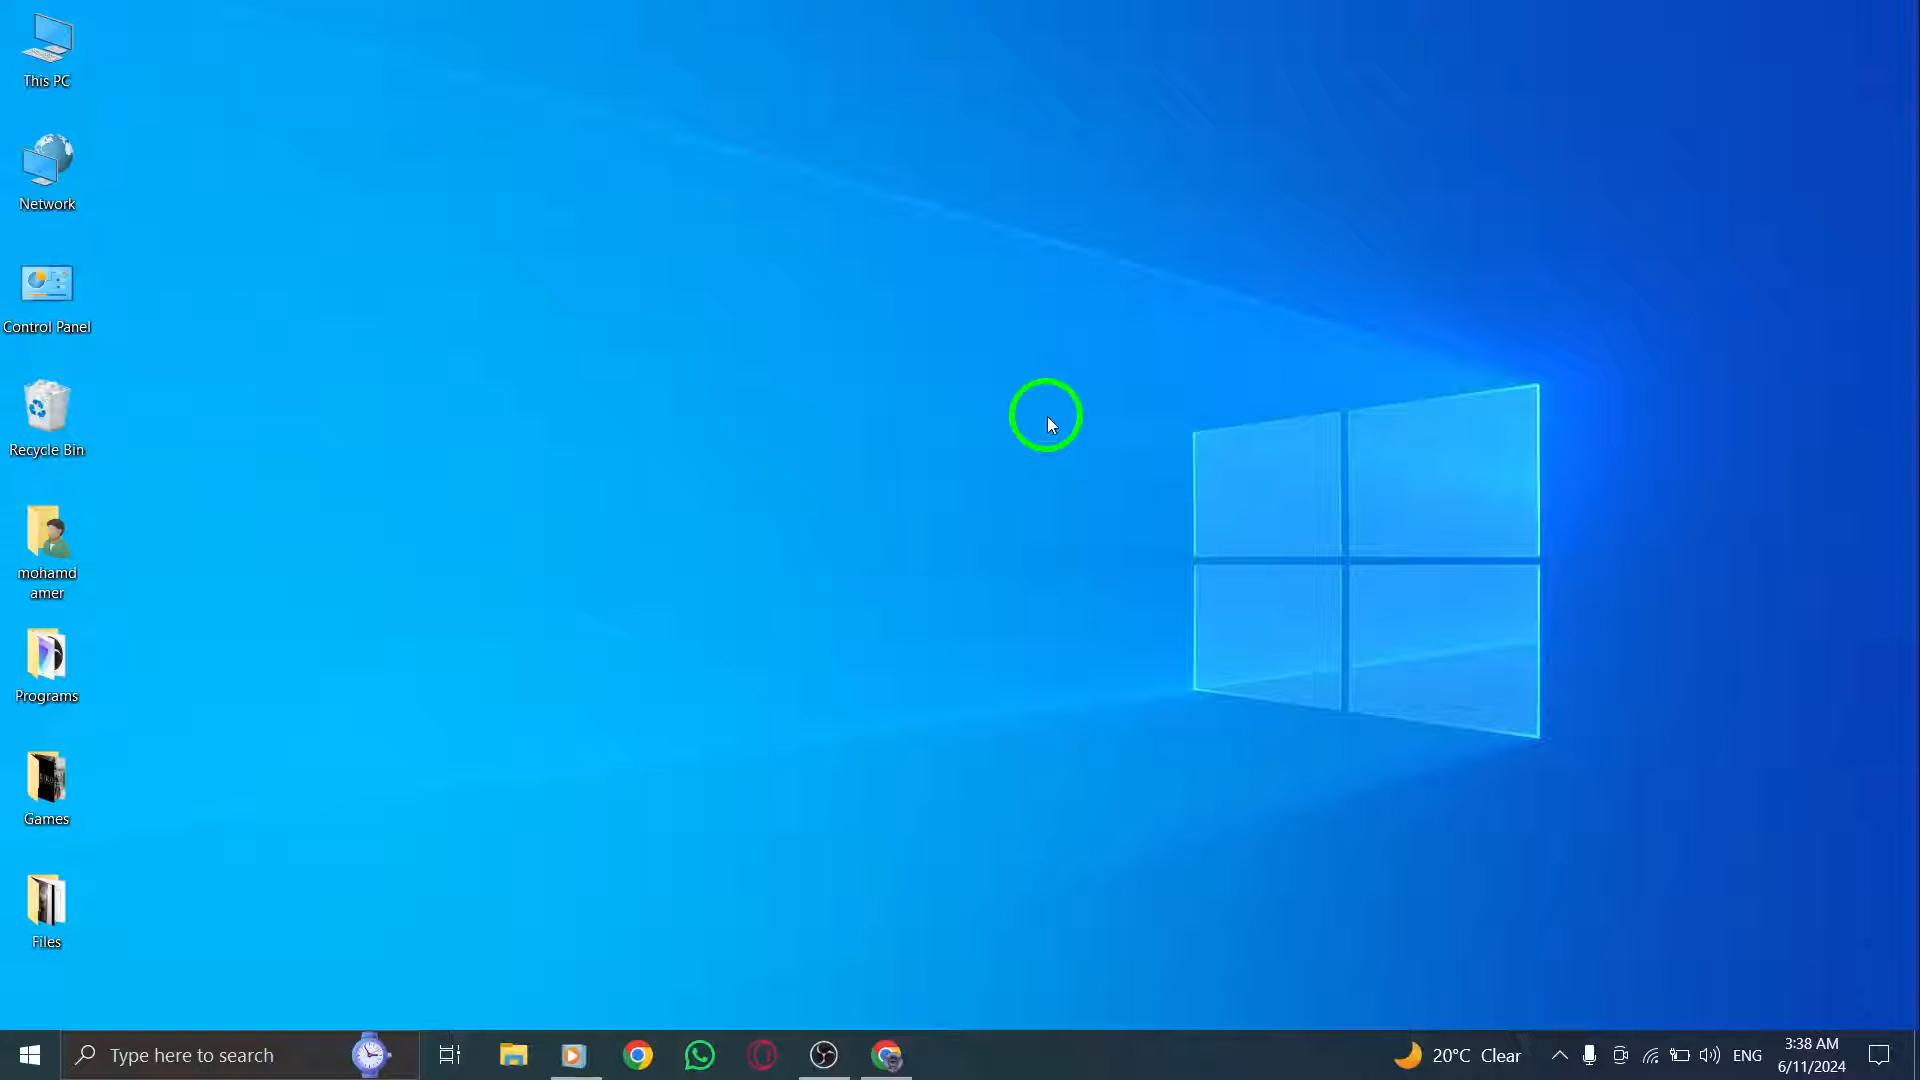 This PC
Network
Control Panel
Recycle Bin
mohamd
amer
Programs
Games
Files
Type here to search
20°C Clear
ENG
3:38 AM
6/11/2024